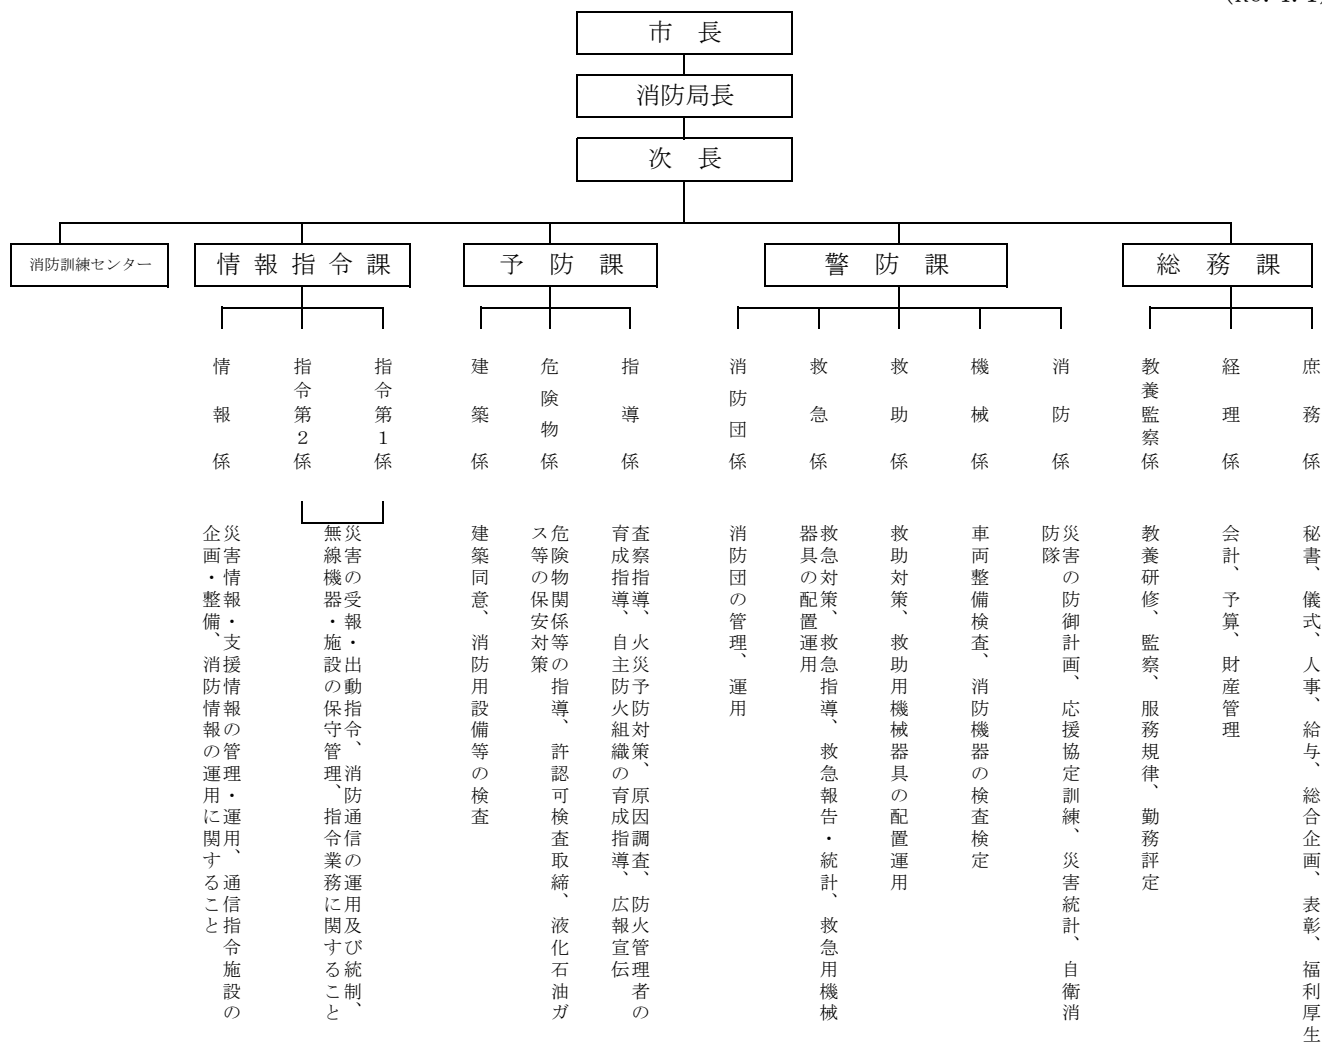 市　長
消防局長
次　長
総　務　課
警　防　課
予　防　課
情 報 指 令 課
消防訓練センター
庶務係
経理係
教養監察係
消防係
機械係
救助係
救急係
消防団係
指導係
危険物係
建築係
指令第1係
指令第2係
情報係
秘書、儀式、人事、給与、総合企画、表彰、福利厚生
会計、予算、財産管理
教養研修、監察、服務規律、勤務評定
災害の防御計画、応援協定訓練、災害統計、自衛消
防隊
車両整備検査、消防機器の検査検定
救助対策、救助用機械器具の配置運用
救急対策、救急指導、救急報告・統計、救急用機械
器具の配置運用
消防団の管理、運用
査察指導、火災予防対策、原因調査、防火管理者の
育成指導、自主防火組織の育成指導、広報宣伝
危険物関係等の指導、許認可検査取締、液化石油ガ
ス等の保安対策
建築同意、消防用設備等の検査
災害の受報・出動指令、消防通信の運用及び統制、
無線機器・施設の保守管理、指令業務に関すること
災害情報・支援情報の管理・運用、通信指令施設の
企画・整備、消防情報の運用に関すること